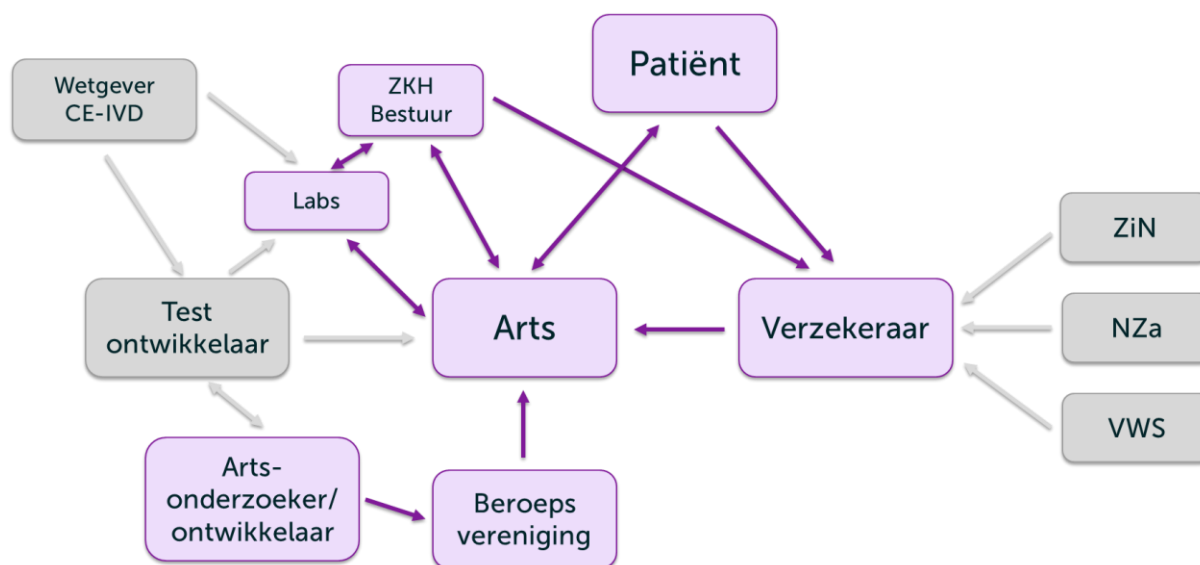 Wetgever
CE-IVD
ZKH
Bestuur
Patiënt
Labs
ZiN
Test
ontwikkelaar
Arts
Verzekeraar
NZa
VWS
Arts-
onderzoeker/
ontwikkelaar
Beroeps
vereniging